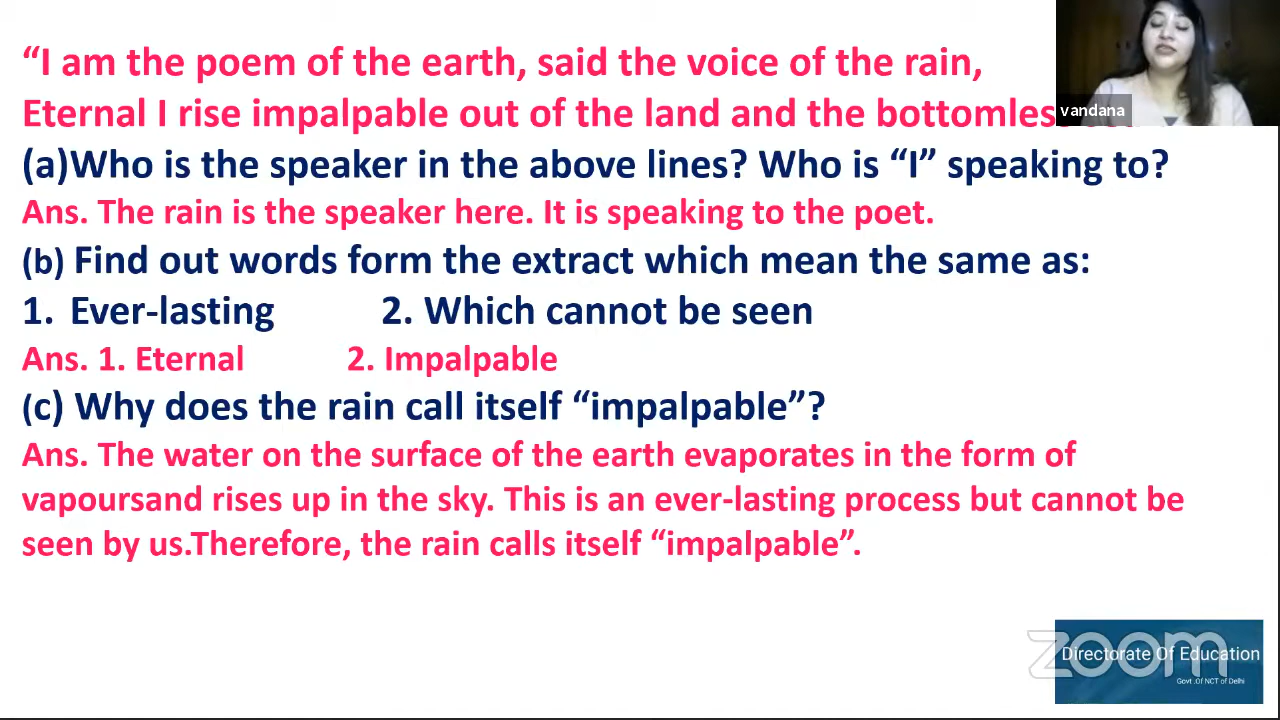 “I am the poem of the earth, said the voice of the rain,
vandana
Eternal I rise impalpable out of the land and the bottomles
(a)Who is the speaker in the above lines? Who is “I” speaking to?
Ans. The rain is the speaker here. It is speaking to the poet.
(b) Find out words form the extract which mean the same as:
1. Ever-lasting 2. Which cannot be seen
Ans. 1. Eternal 2. Impalpable
(c) Why does the rain call itself “impalpable”?
Ans. The water on the surface of the earth evaporates in the form of
vapoursand rises up in the sky. This is an ever-lasting process but cannot be
seen by us.Therefore, the rain calls itself “impalpable”.
zoom
Directorate Of Education
Govt .Of NCT of Delhi